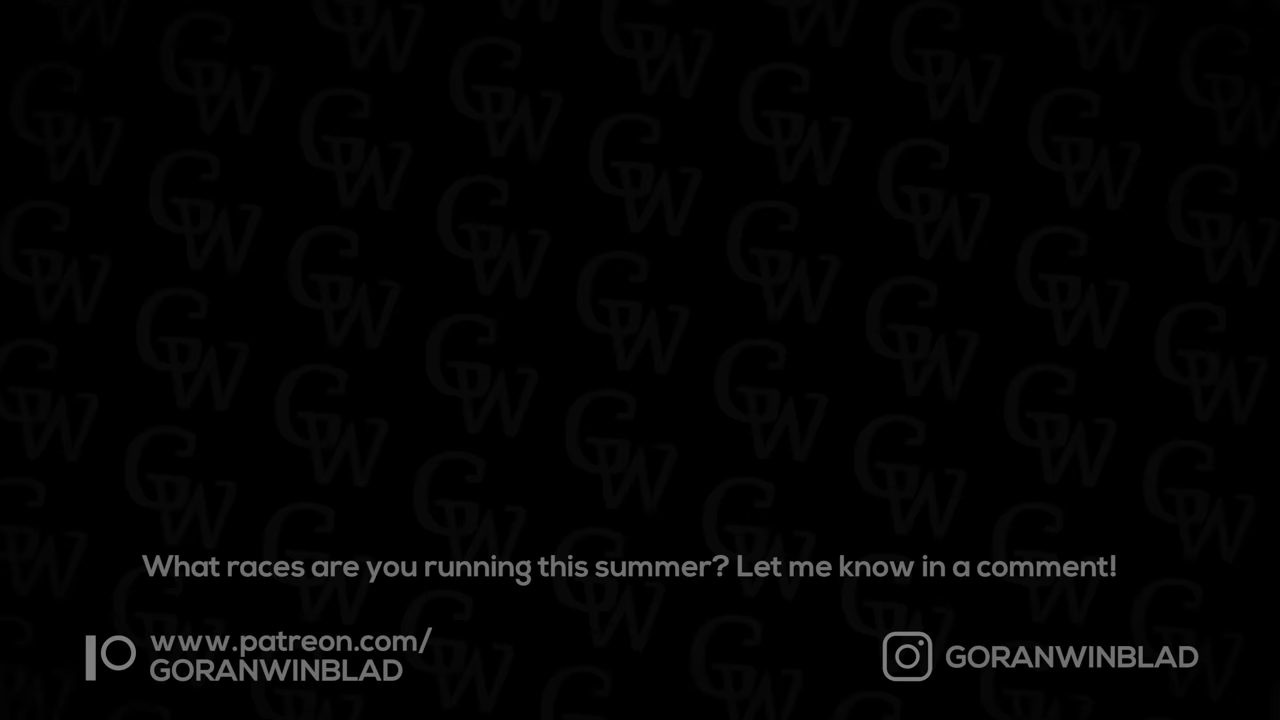 What races are you running this summer? Let me know in a comment!
www.patreon.com/
GORANWINBLAD
GORANWINBLAD